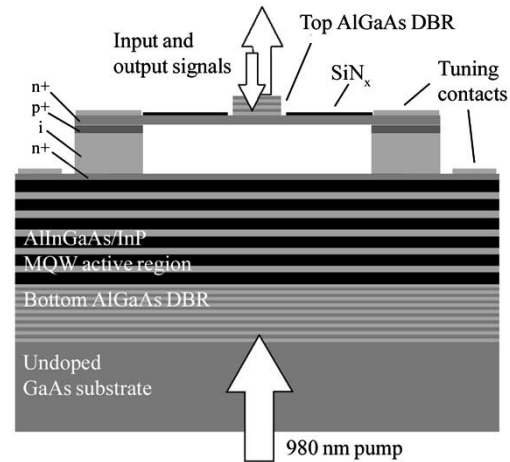 Input and
output signals
Top AlGaAs DBR
SiNx
Tuning
contacts
n+
p+
i
n+
AlInGaAs/InP
MQW active region
Bottom AlGaAs DBR
Undoped
GaAs substrate
980 nm pump